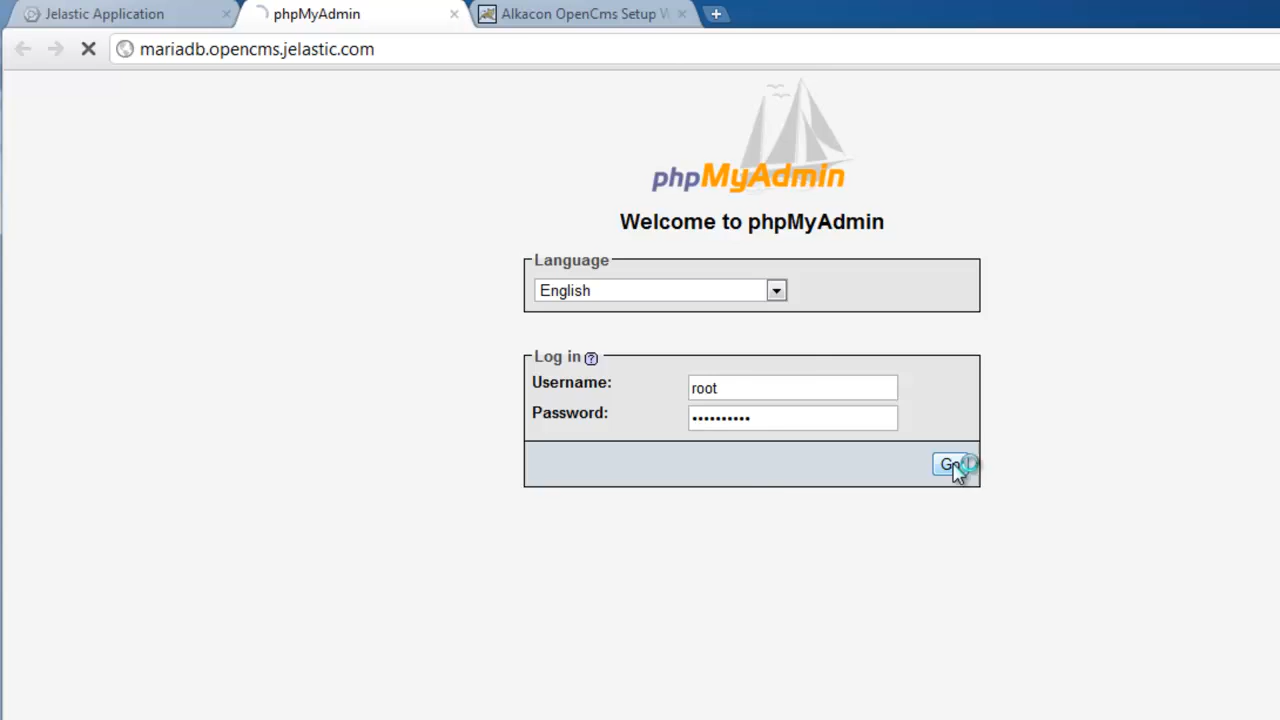 Jelastic Application
phpMyAdmin
Alkacon OpenCms Setup W
mariadb.opencms.jelastic.com
phpMyAdmin
Welcome to phpMyAdmin
Language
English
Log in
Username:
root
Password:
••••••••••
Go